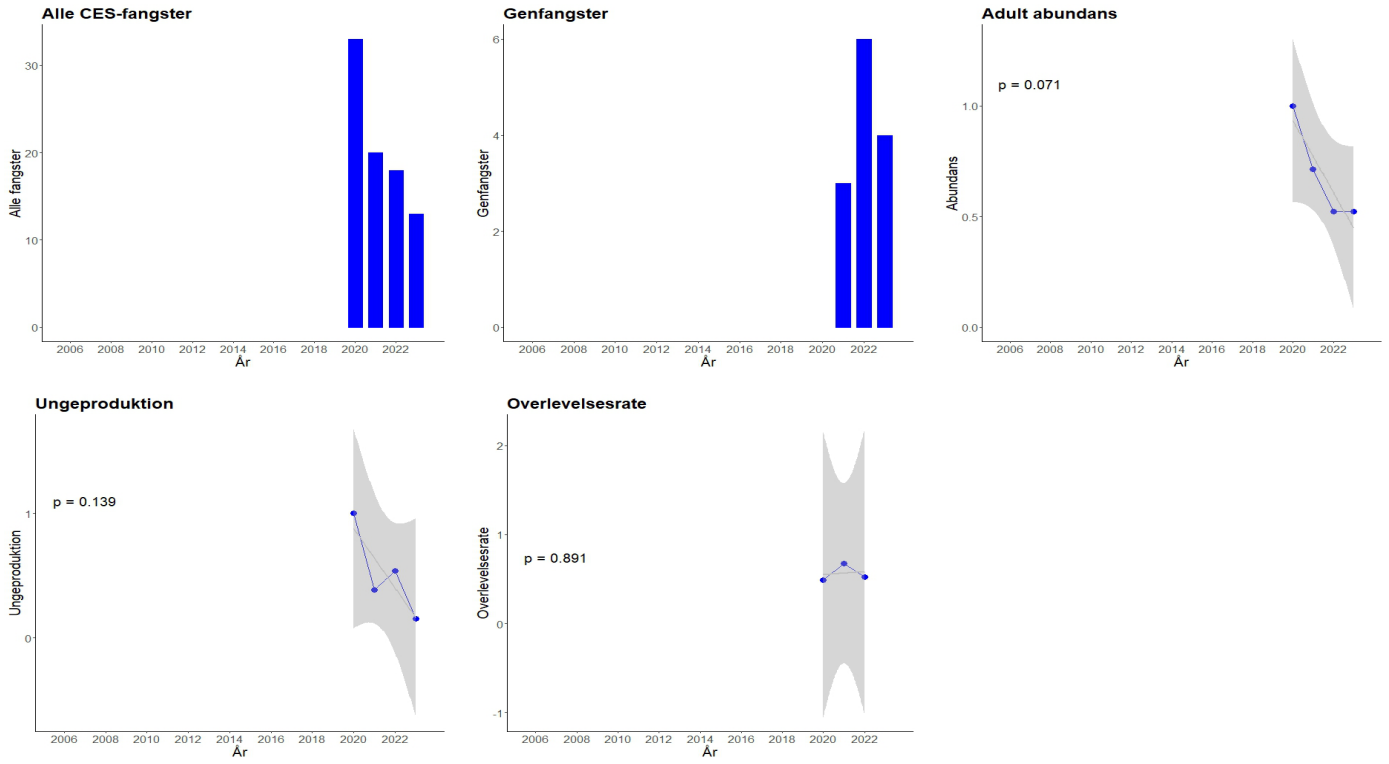 Alle CES-fangster
Alle fangster
30
20
10
0
2006 2008 2010 2012 2014 2016 2018 2020 2022
År
Genfangster
Genfangster
6
4
2
0
2006 2008 2010 2012 2014 2016 2018 2020 2022
År
Adult abundans
p = 0.071
Abundans
1.0
0.5
0.0
2006 2008 2010 2012 2014 2016 2018 2020 2022
År
Ungeproduktion
p = 0.139
Ungeproduktion
1
0
2006 2008 2010 2012 2014 2016 2018 2020 2022
År
Overlevelsesrate
p = 0.891
Overlevelsesrate
2
1
0
-1
2006 2008 2010 2012 2014 2016 2018 2020 2022
År